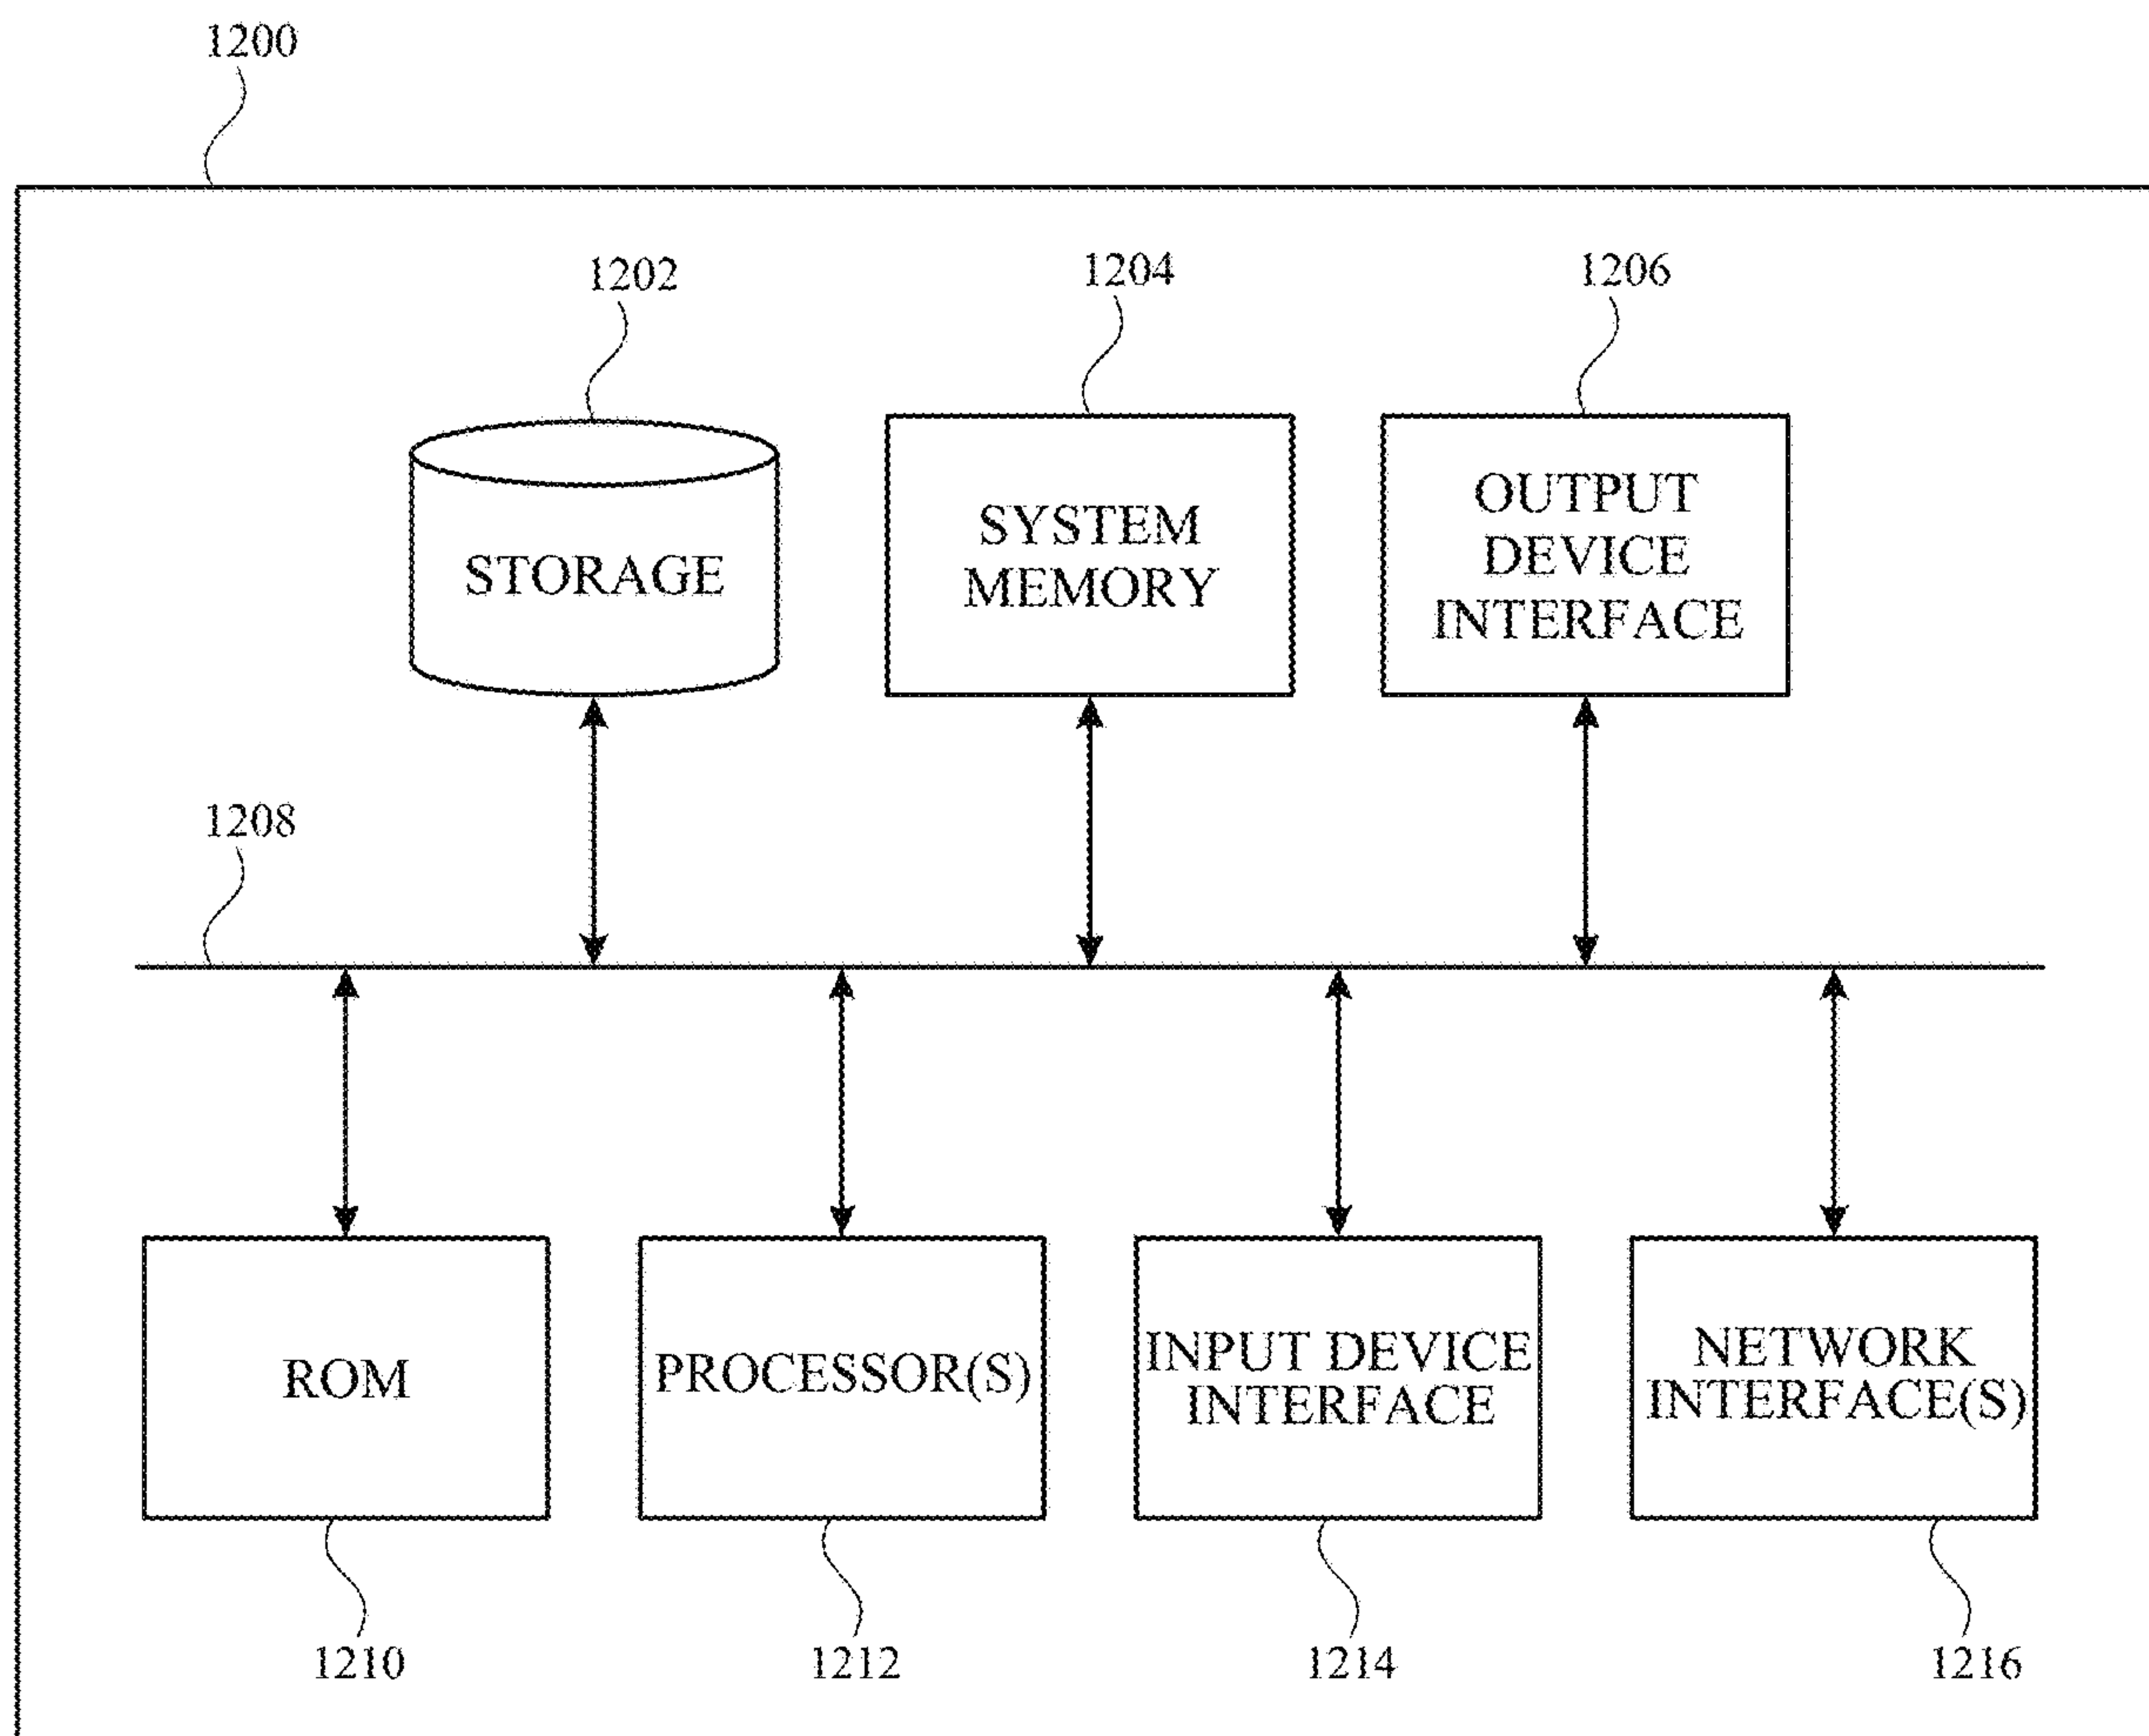 1200
1202
1204
1206
STORAGE
SYSTEM
MEMORY
OUTPUT
DEVICE
INTERFACE
1208
ROM
PROCESSOR(S)
INPUT DEVICE
INTERFACE
NETWORK
INTERFACE(S)
1210
1212
1214
1216